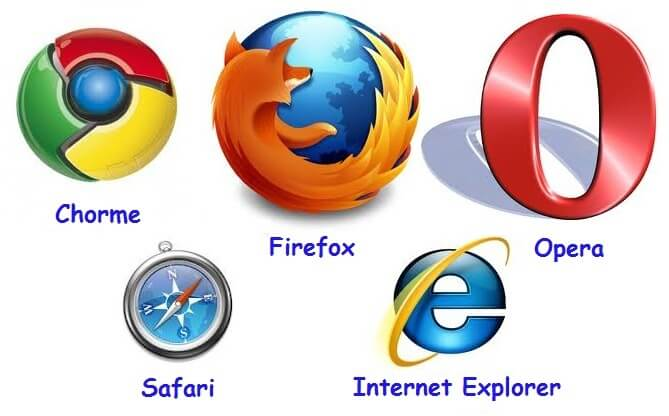 Chorme
Firefox
Opera
Safari
Internet Explorer